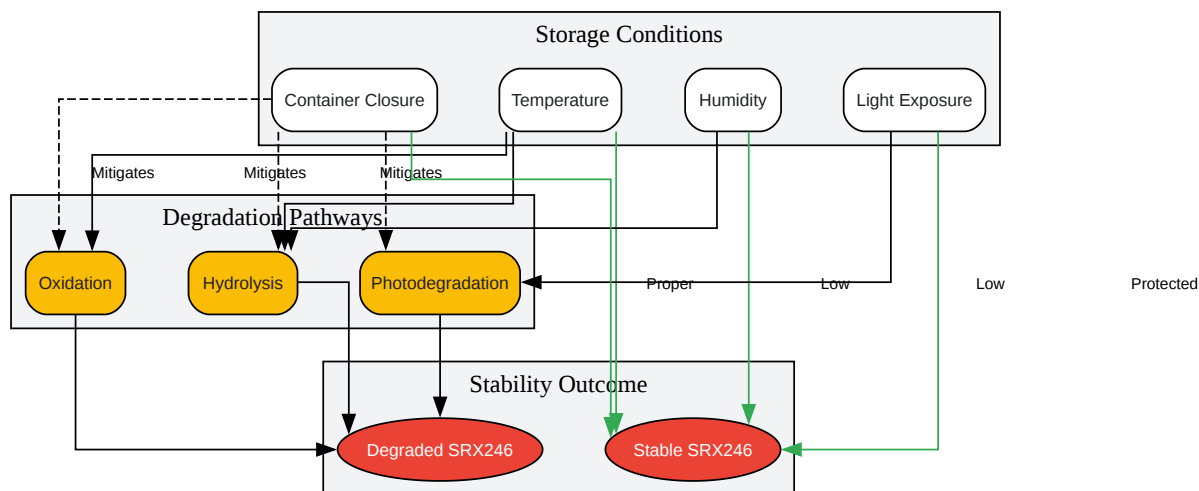 Storage Conditions
Container Closure
Temperature
Humidity
Light Exposure
Mitigates
Mitigates
Mitigates
Degradation Pathways
Oxidation
Hydrolysis
Photodegradation
Proper
Low
Low
Protected
Stability Outcome
Degraded SRX246
Stable SRX246